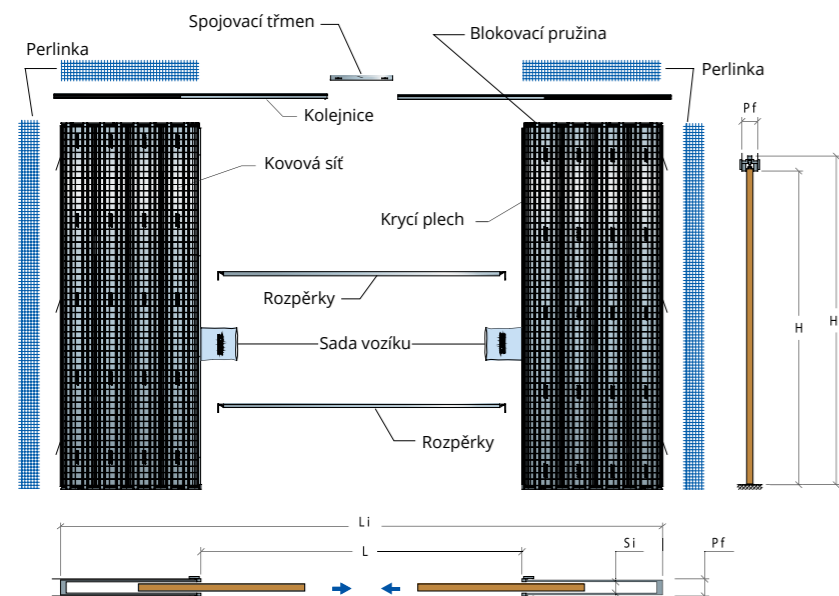 Spojovací třmen
Blokovací pružina
Perlinka
Perlinka
Kolejnice
Pf
Kovová síť
Krycí plech
Rozpěrky
H
H
Sada vozíku
Rozpěrky
Li
L
Si
Pf